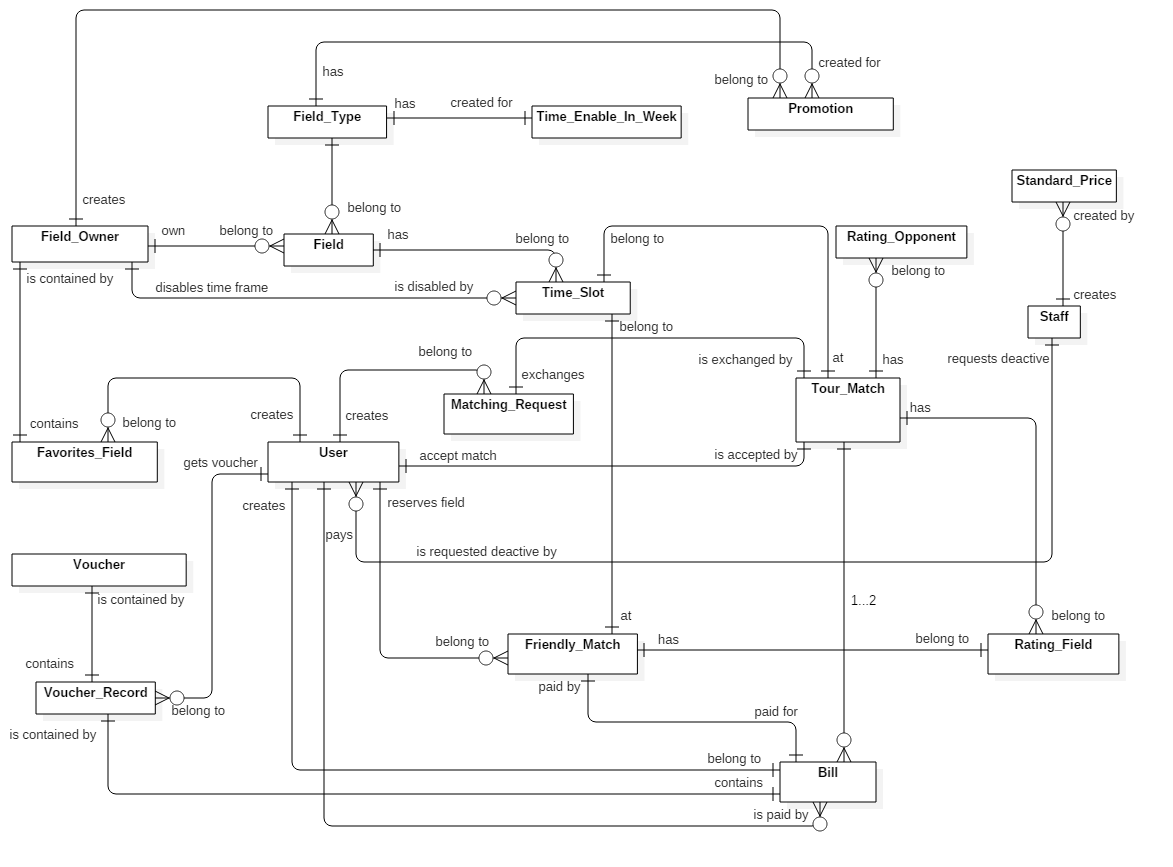 has
created for
belong to
Promotion
has
created for
Field_Type
Time_Enable_In_Week
Standard_Price
created by
creates
belong to
Field_Owner
own
belong to
Field
has
belong to
belong to
Rating_Opponent
belong to
is contained by
disables time frame
is disabled by
Time_Slot
creates
Staff
belong to
requests deactive
belong to
is exchanged by
at
has
exchanges
Tour_Match
Matching_Request
has
contains
belong to
creates
creates
Favorites_Field
User
accept match
is accepted by
gets voucher
creates
reserves field
pays
is requested deactive by
Voucher
is contained by
1...2
at
belong to
belong to
Friendly_Match
has
belong to
Rating_Field
contains
Voucher_Record
paid by
belong to
paid for
is contained by
belong to
Bill
contains
is paid by